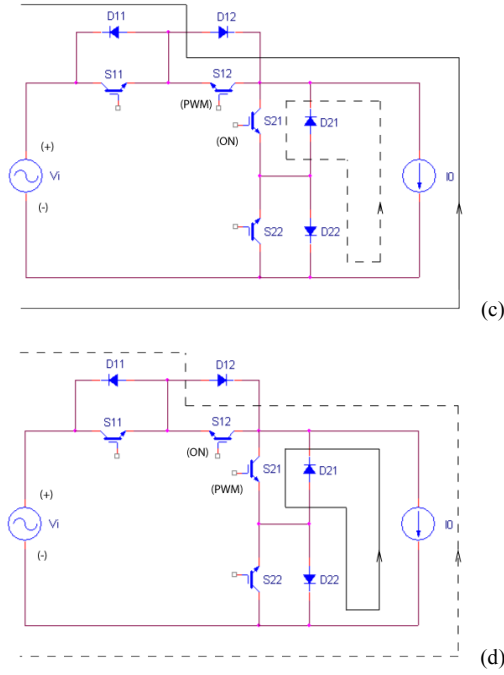 D11 D12
S11 S12
(PWM)
S21 D21
(ON)
(+)
Vi I0
(-)
S22 D22
(c)
D11 D12
S11 S12
(ON)
S21 D21
(PWM)
(+)
Vi I0
(-)
S22 D22
(d)